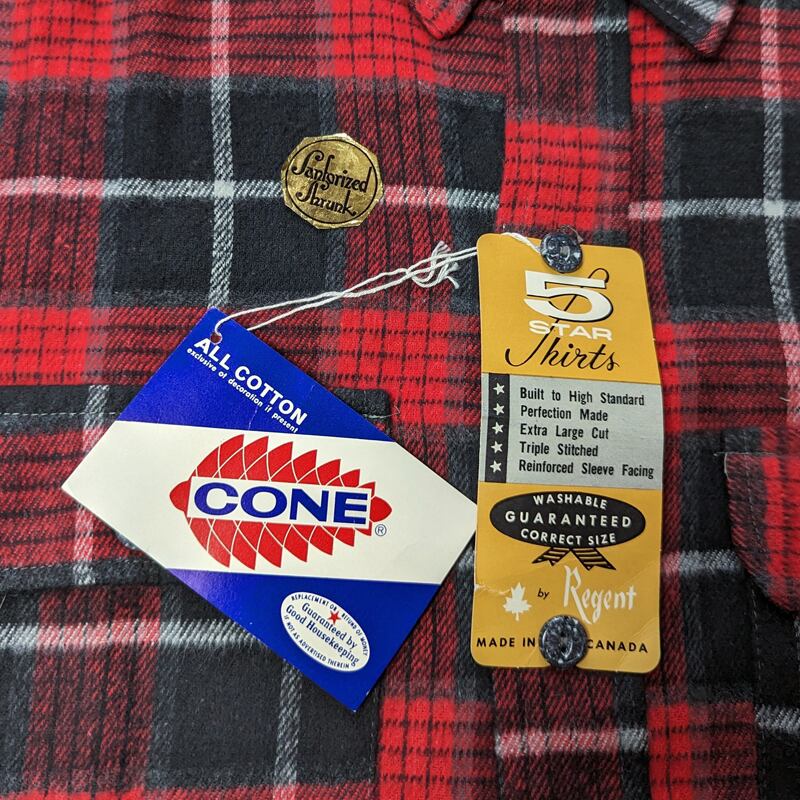 Sanforized
Shrunk
ALL COTTON
exclusive of decoration if present
CONE
®
REPLACEMENT OR REFUND OF MONEY
Guaranteed by
Good Housekeeping
IF NOT AS ADVERTISED THEREIN
5
STAR
Shirts
Built to High Standard
Perfection Made
Extra Large Cut
Triple Stitched
Reinforced Sleeve Facing
WASHABLE
GUARANTEED
CORRECT SIZE
by Regent
MADE IN CANADA